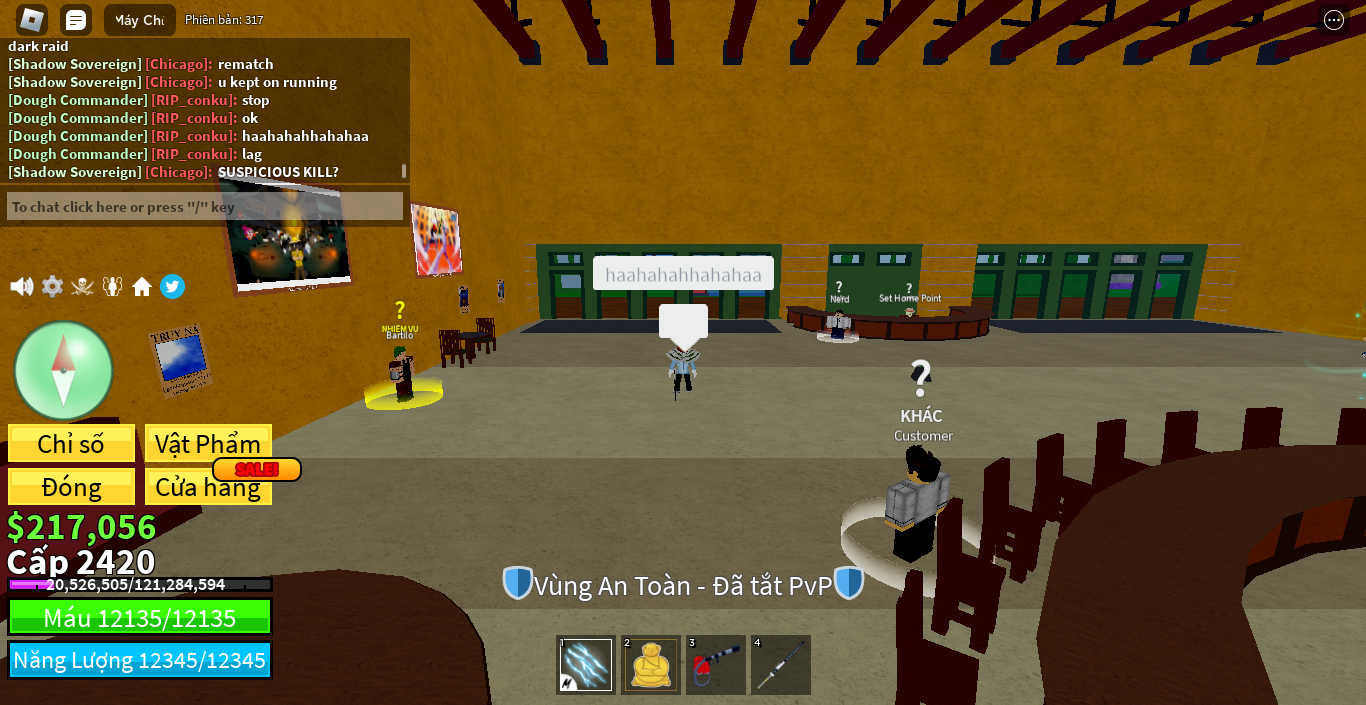 Máy Chủ
Phiên bản: 317
dark raid
[Shadow Sovereign] [Chicago]: rematch
[Shadow Sovereign] [Chicago]: u kept on running
[Dough Commander] [RIP_conku]: stop
[Dough Commander] [RIP_conku]: ok
[Dough Commander] [RIP_conku]: haahahahhahahaa
[Dough Commander] [RIP_conku]: lag
[Shadow Sovereign] [Chicago]: SUSPICIOUS KILL?
To chat click here or press "/" key
haahahahhahahaa
?
Nerd
?
Set Home Point
?
NHIỆM VỤ
Bartilo
TRUY NÃ
?
KHÁC
Customer
Chỉ số
Vật Phẩm
SALE!
Đóng
Cửa hàng
$217,056
Cấp 2420
20,526,505/121,284,594
Máu 12135/12135
Năng Lượng 12345/12345
Vùng An Toàn - Đã tắt PvP
1
M
2
3
4